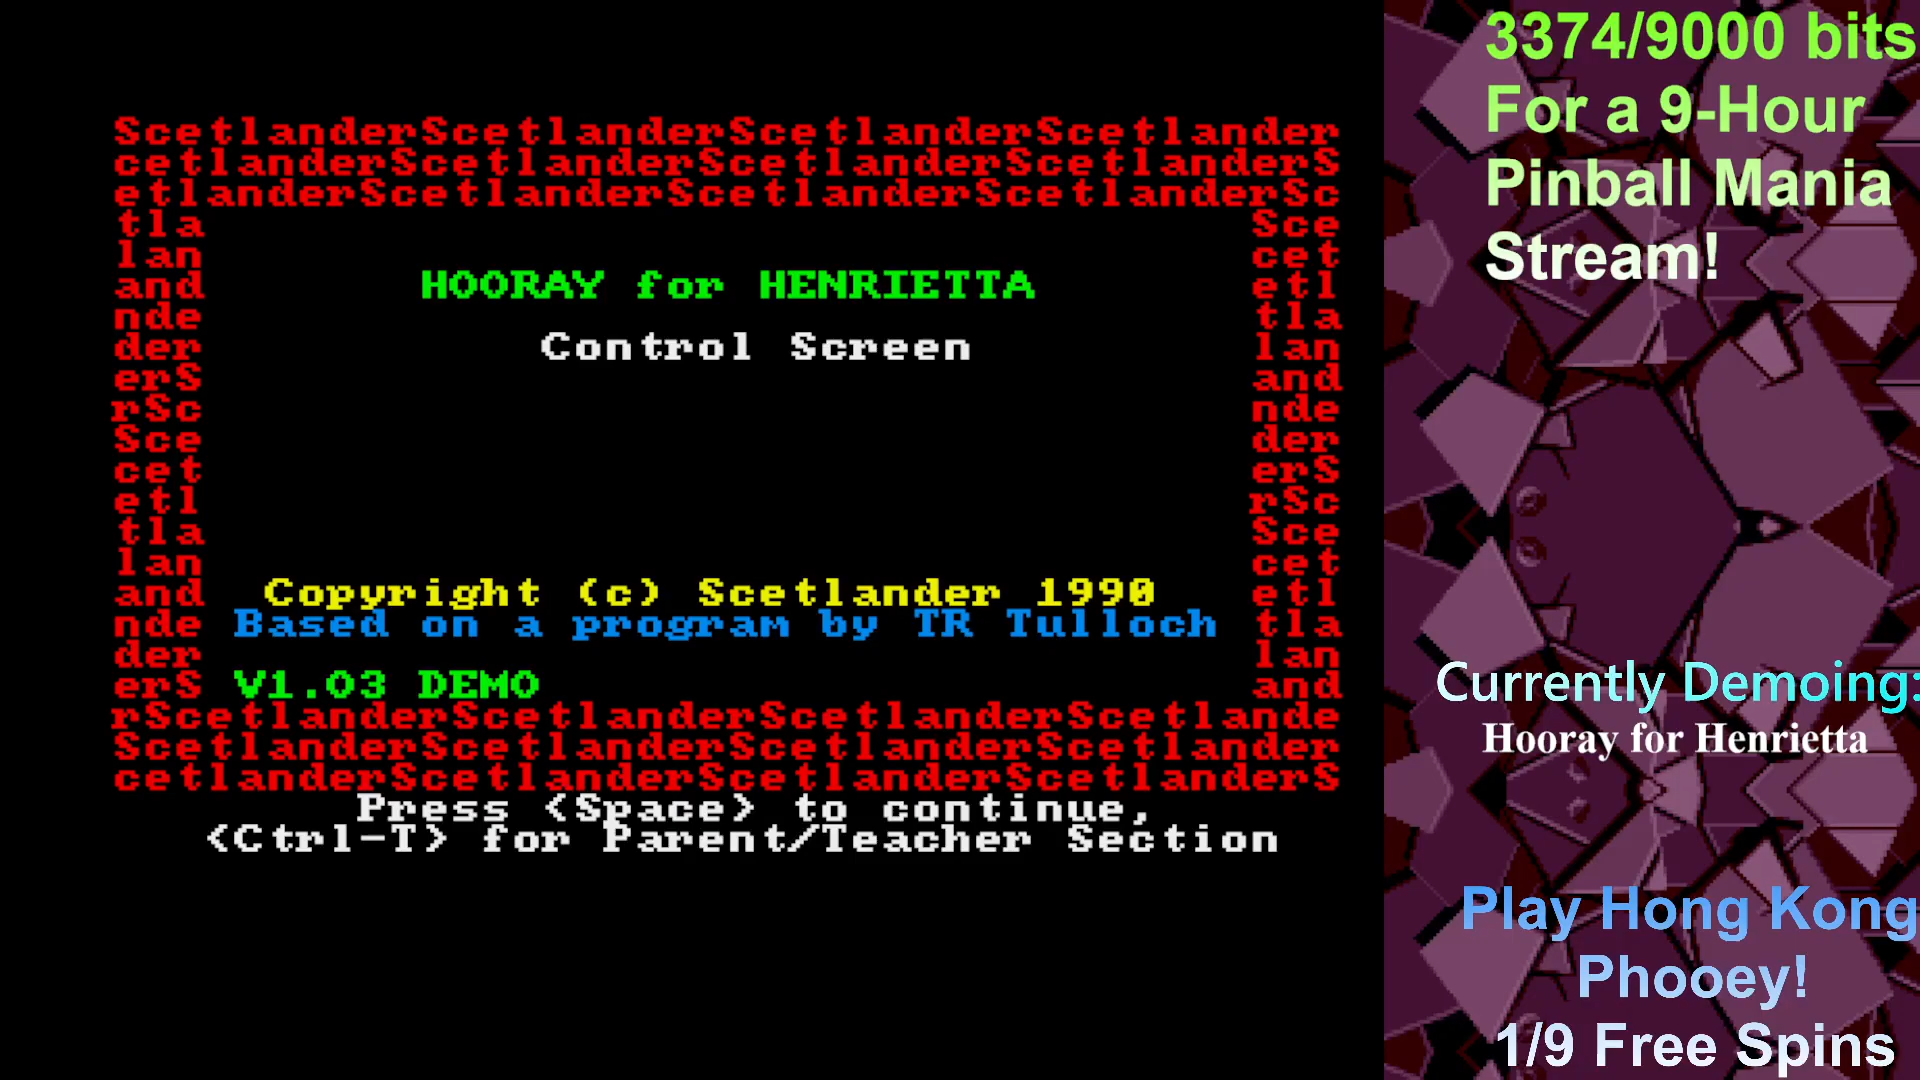 ScetlanderScetlanderScetlanderScetlander
cetlanderScetlanderScetlanderScetlanderS
etlanderScetlanderScetlanderScetlanderSc
tla Sce
lan cet
and HOORAY for HENRIETTA etl
nde tla
der Control Screen lan
erS and
rSc nde
Sce der
cet erS
etl rSc
tla Sce
lan cet
and Copyright (c) Scetlander 1990 etl
nde Based on a program by TR Tulloch tla
der lan
erS V1.03 DEMO and
rScetlanderScetlanderScetlanderScetlande
ScetlanderScetlanderScetlanderScetlander
cetlanderScetlanderScetlanderScetlanderS
Press <Space> to continue,
<Ctrl-T> for Parent/Teacher Section
3374/9000 bits
For a 9-Hour
Pinball Mania
Stream!
Currently Demoing:
Hooray for Henrietta
Play Hong Kong
Phooey!
1/9 Free Spins